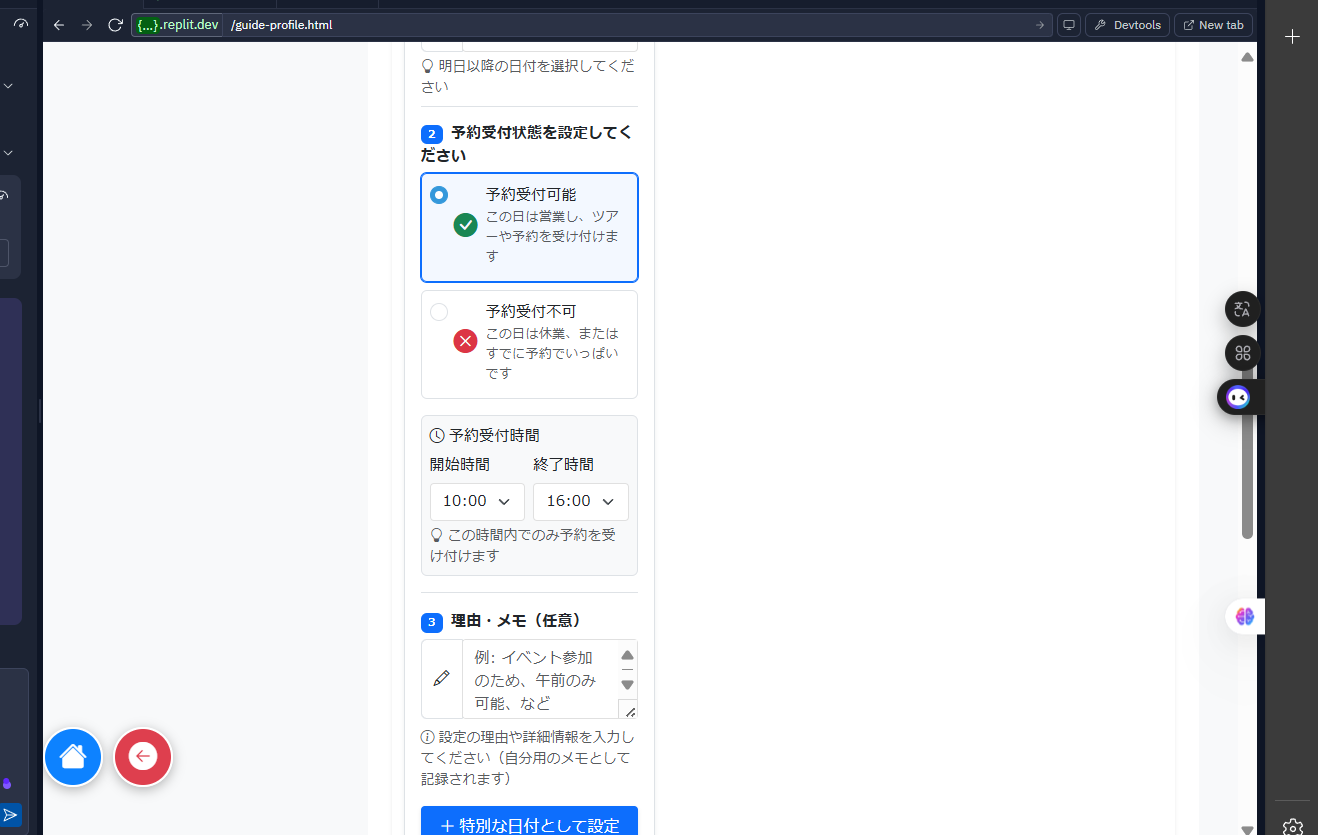 {...}.replit.dev /guide-profile.html
Devtools
New tab
明日以降の日付を選択してくだ
さい
2 予約受付状態を設定してく
ださい
予約受付可能
この日は営業し、ツア
ーや予約を受け付けま
す
予約受付不可
この日は休業、または
すでに予約でいっぱい
です
予約受付時間
開始時間 終了時間
10:00 16:00
この時間内でのみ予約を受
け付けます
3 理由・メモ（任意）
例: イベント参加
のため、午前のみ
可能、など
設定の理由や詳細情報を入力し
てください（自分用のメモとして
記録されます）
+ 特別な日付として設定